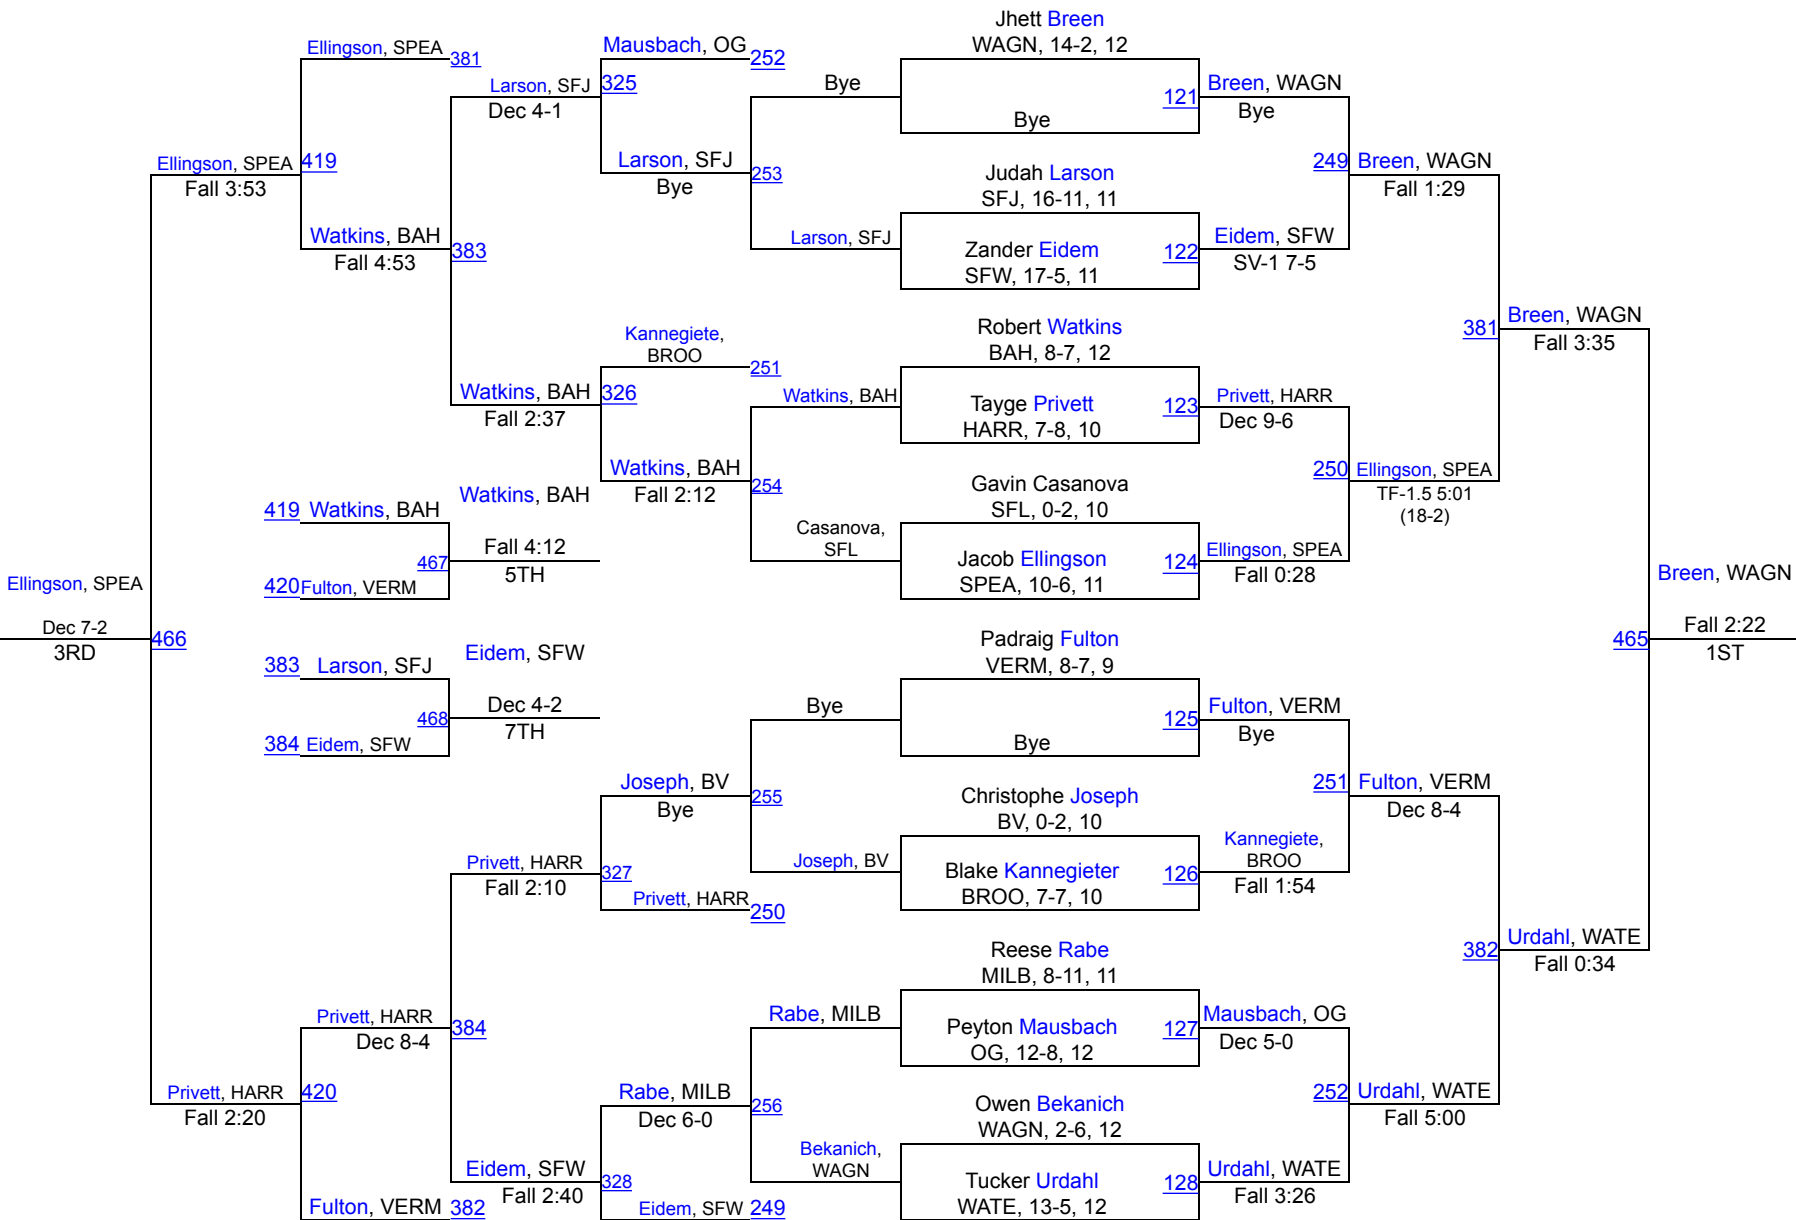 Jhett Breen
WAGN, 14-2, 12
Ellingson, SPEA
381
Mausbach, OG
252
Larson, SFJ
325
Dec 4-1
Bye
121
Breen, WAGN
Bye
Bye
Ellingson, SPEA
419
Fall 3:53
Larson, SFJ
Bye
253
Judah Larson
SFJ, 16-11, 11
249
Breen, WAGN
Fall 1:29
Watkins, BAH
Fall 4:53
383
Larson, SFJ
Zander Eidem
SFW, 17-5, 11
122
Eidem, SFW
SV-1 7-5
Kannegiete,
BROO
251
Robert Watkins
BAH, 8-7, 12
381
Breen, WAGN
Fall 3:35
Watkins, BAH
326
Fall 2:37
Watkins, BAH
Tayge Privett
HARR, 7-8, 10
123
Privett, HARR
Dec 9-6
Watkins, BAH
Fall 2:12
254
Gavin Casanova
SFL, 0-2, 10
250
Ellingson, SPEA
TF-1.5 5:01
(18-2)
419
Watkins, BAH
Watkins, BAH
Fall 4:12
467
5TH
420
Fulton, VERM
Casanova,
SFL
Jacob Ellingson
SPEA, 10-6, 11
124
Ellingson, SPEA
Fall 0:28
Ellingson, SPEA
Dec 7-2
466
3RD
Breen, WAGN
465
Fall 2:22
1ST
383
Larson, SFJ
Eidem, SFW
Dec 4-2
468
7TH
384
Eidem, SFW
Padraig Fulton
VERM, 8-7, 9
Bye
125
Fulton, VERM
Bye
Bye
Joseph, BV
Bye
255
Christophe Joseph
BV, 0-2, 10
251
Fulton, VERM
Dec 8-4
Privett, HARR
327
Fall 2:10
Joseph, BV
Blake Kannegieter
BROO, 7-7, 10
126
Kannegiete,
BROO
Fall 1:54
Privett, HARR
250
Reese Rabe
MILB, 8-11, 11
382
Urdahl, WATE
Fall 0:34
Privett, HARR
Dec 8-4
384
Rabe, MILB
Peyton Mausbach
OG, 12-8, 12
127
Mausbach, OG
Dec 5-0
Privett, HARR
420
Fall 2:20
Rabe, MILB
Dec 6-0
256
Owen Bekanich
WAGN, 2-6, 12
252
Urdahl, WATE
Fall 5:00
Eidem, SFW
328
Fall 2:40
Bekanich,
WAGN
Tucker Urdahl
WATE, 13-5, 12
128
Urdahl, WATE
Fall 3:26
Fulton, VERM
382
Eidem, SFW
249